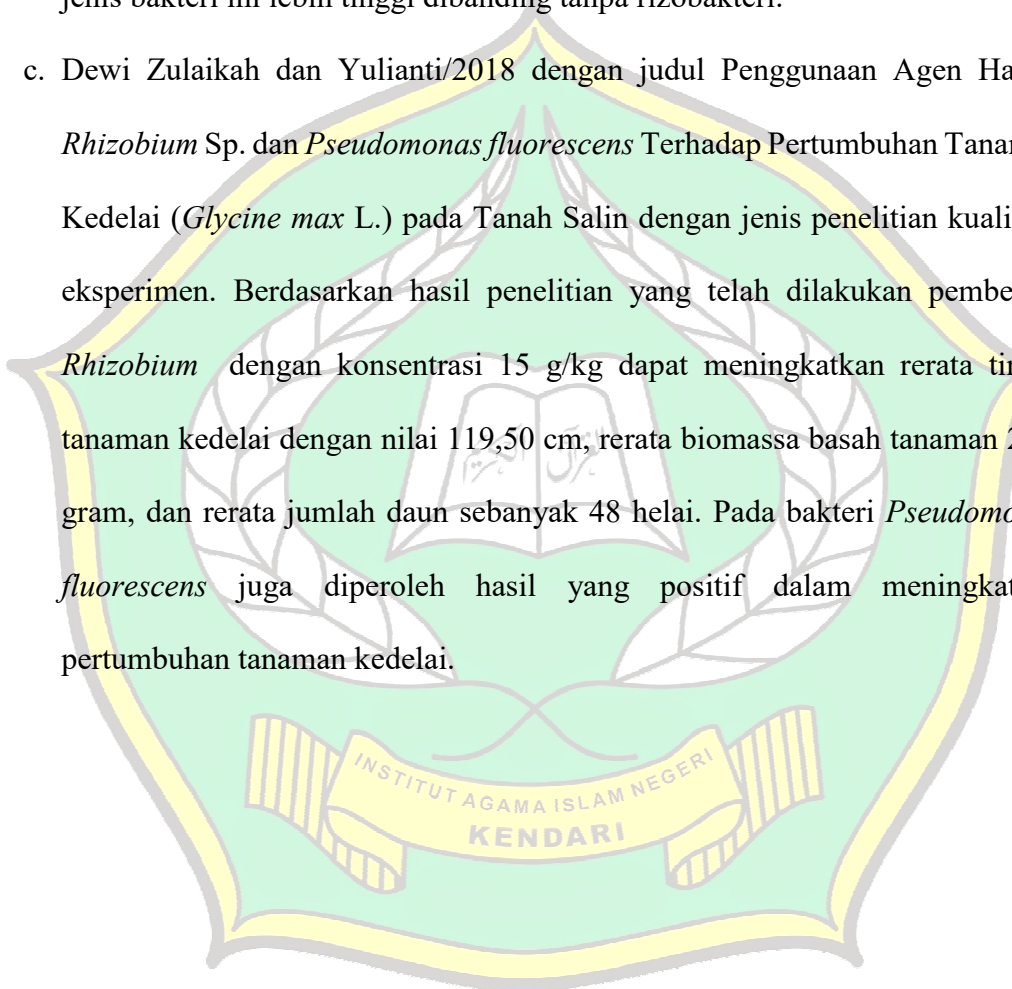 jenis bakteri ini lebih tinggi dibanding tanpa rizobakteri.
c. Dewi Zulaikah dan Yulianti/2018 dengan judul Penggunaan Agen Ha
Rhizobium Sp. dan Pseudomonas fluorescens Terhadap Pertumbuhan Tanar
Kedelai (Glycine max L.) pada Tanah Salin dengan jenis penelitian kuali
eksperimen. Berdasarkan hasil penelitian yang telah dilakukan pembe
Rhizobium dengan konsentrasi 15 g/kg dapat meningkatkan rerata
tanaman kedelai dengan nilai 119,50 cm, rerata biomassa basah tanaman
gram, dan rerata jumlah daun sebanyak 48 helai. Pada bakteri Pseudomo
fluorescens juga diperoleh hasil yang positif dalam meningkat
pertumbuhan tanaman kedelai.
INSTITUT AGAMA ISLAM NEGERI
KENDARI